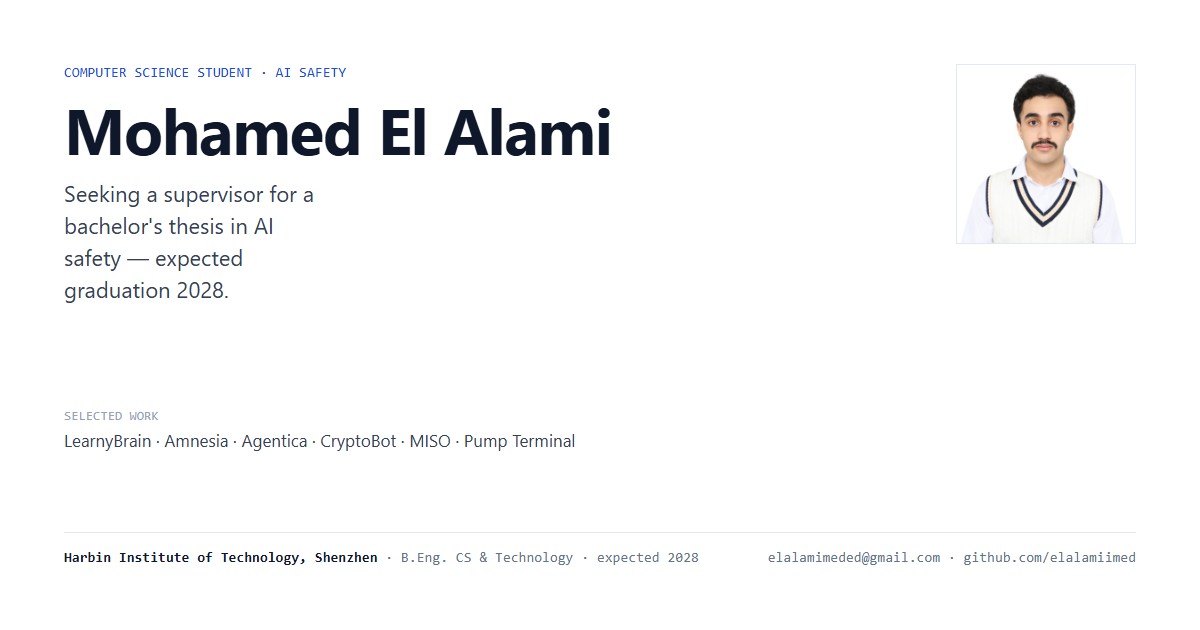 COMPUTER SCIENCE STUDENT · AI SAFETY
Mohamed El Alami
Seeking a supervisor for a
bachelor's thesis in AI
safety — expected
graduation 2028.
SELECTED WORK
LearnyBrain · Amnesia · Agentica · CryptoBot · MISO · Pump Terminal
Harbin Institute of Technology, Shenzhen · B.Eng. CS & Technology · expected 2028
elalamimeded@gmail.com · github.com/elalamiimed